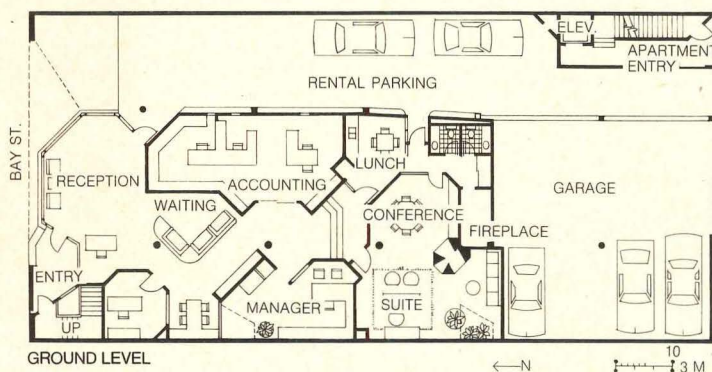 ELEV.
APARTMENT
ENTRY
RENTAL PARKING
BAY ST.
RECEPTION
WAITING
ACCOUNTING
LUNCH
CONFERENCE
GARAGE
FIREPLACE
ENTRY
UP
MANAGER
SUITE
GROUND LEVEL
←N
10
3 M